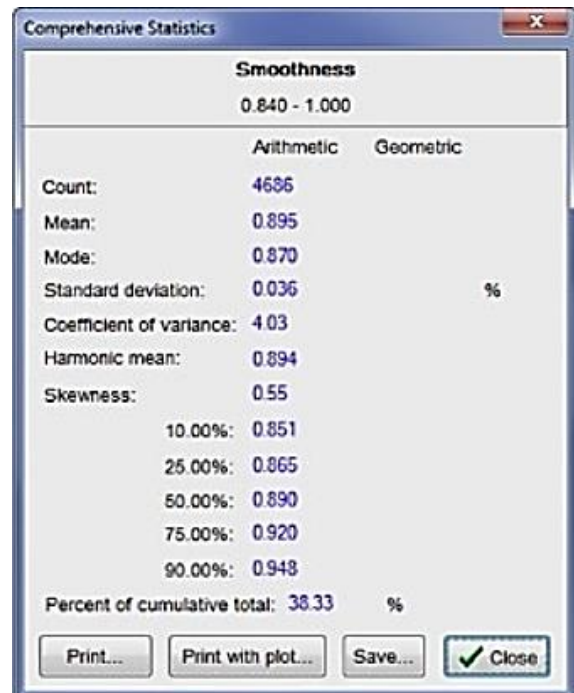 Comprehensive Statistics
Smoothness
0.840 - 1.000
Arithmetic Geometric
Count: 4686
Mean: 0.895
Mode: 0.870
Standard deviation: 0.036 %
Coefficient of variance: 4.03
Harmonic mean: 0.894
Skewness: 0.55
10.00%: 0.851
25.00%: 0.865
50.00%: 0.890
75.00%: 0.920
90.00%: 0.948
Percent of cumulative total: 38.33 %
Print... Print with plot... Save... Close